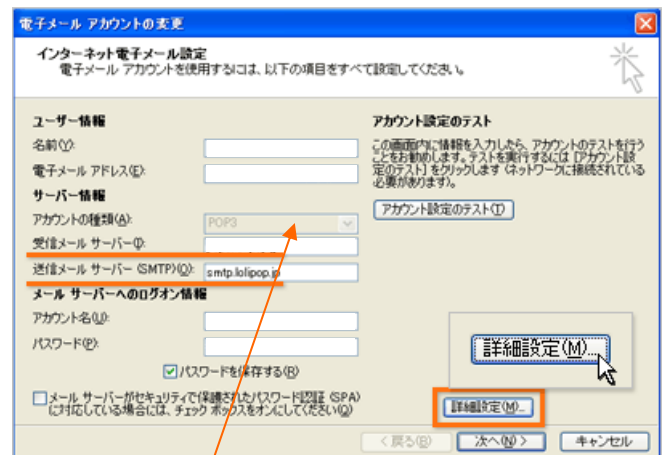 電子メール アカウントの変更
インターネット電子メール設定
電子メール アカウントを使用するには、以下の項目をすべて設定してください。
ユーザー情報
名前(Y):
電子メール アドレス(E):
サーバー情報
アカウントの種類(A):
POP3
受信メール サーバー(I):
送信メール サーバー (SMTP)(O):
smtp.lolipop.jp
メール サーバーへのログオン情報
アカウント名(U):
パスワード(P):
パスワードを保存する(R)
メール サーバーがセキュリティで保護されたパスワード認証 (SPA)
に対応している場合には、チェック ボックスをオンにしてください(Q)
アカウント設定のテスト
この画面内に情報を入力したら、アカウントのテストを行う
ことをお勧めします。テストを実行するには [アカウント設
定のテスト] をクリックします (ネットワークに接続されている
必要があります)。
アカウント設定のテスト(T)
詳細設定(M)...
詳細設定(M)...
< 戻る(B)
次へ(N) >
キャンセル